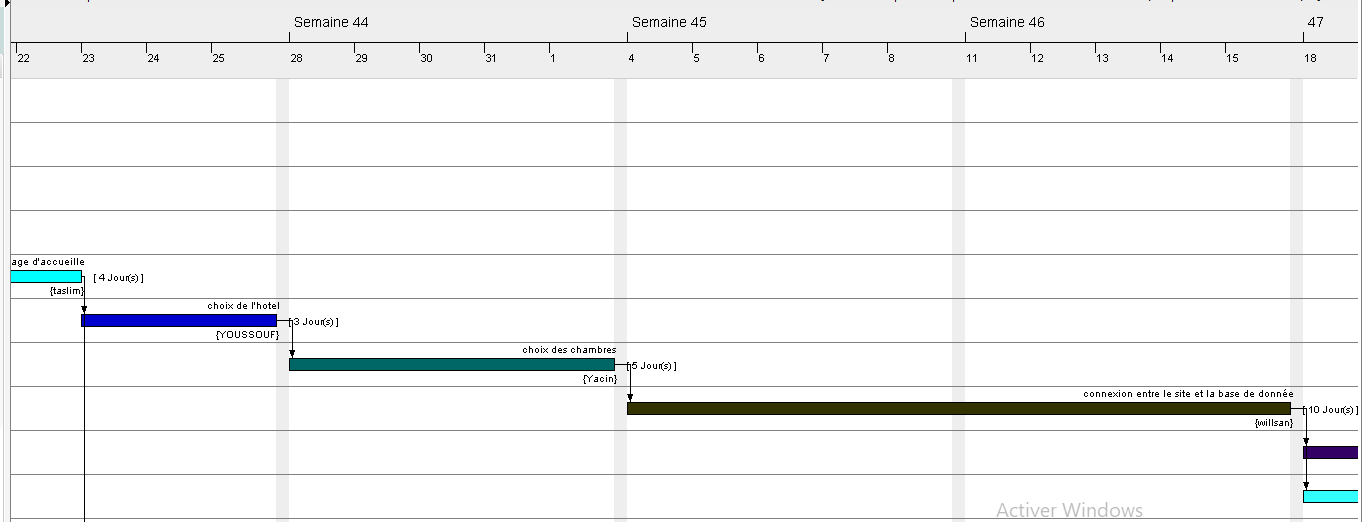 Semaine 44 Semaine 45 Semaine 46 47
22 23 24 25 28 29 30 31 1 4 5 6 7 8 11 12 13 14 15 18
age d'accueille
[ 4 Jour(s) ]
{taslim}
choix de l'hotel
[ 3 Jour(s) ]
{YOUSSOUF}
choix des chambres
[ 5 Jour(s) ]
{Yacin}
connexion entre le site et la base de donnée
[ 10 Jour(s) ]
{willsan}
Activer Windows